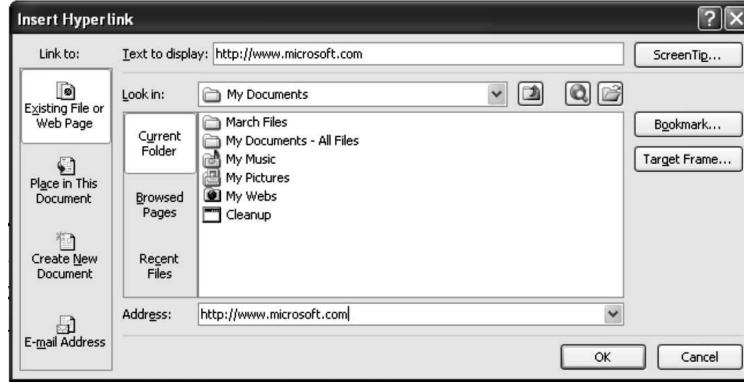 Insert Hyperlink
Link to:
Text to display: http://www.microsoft.com
ScreenTip...
Existing File or
Web Page
Place in This
Document
Create New
Document
E-mail Address
Look in: My Documents
Current
Folder
Browsed
Pages
Recent
Files
March Files
My Documents - All Files
My Music
My Pictures
My Webs
Cleanup
Bookmark...
Target Frame...
Address: http://www.microsoft.com
OK
Cancel